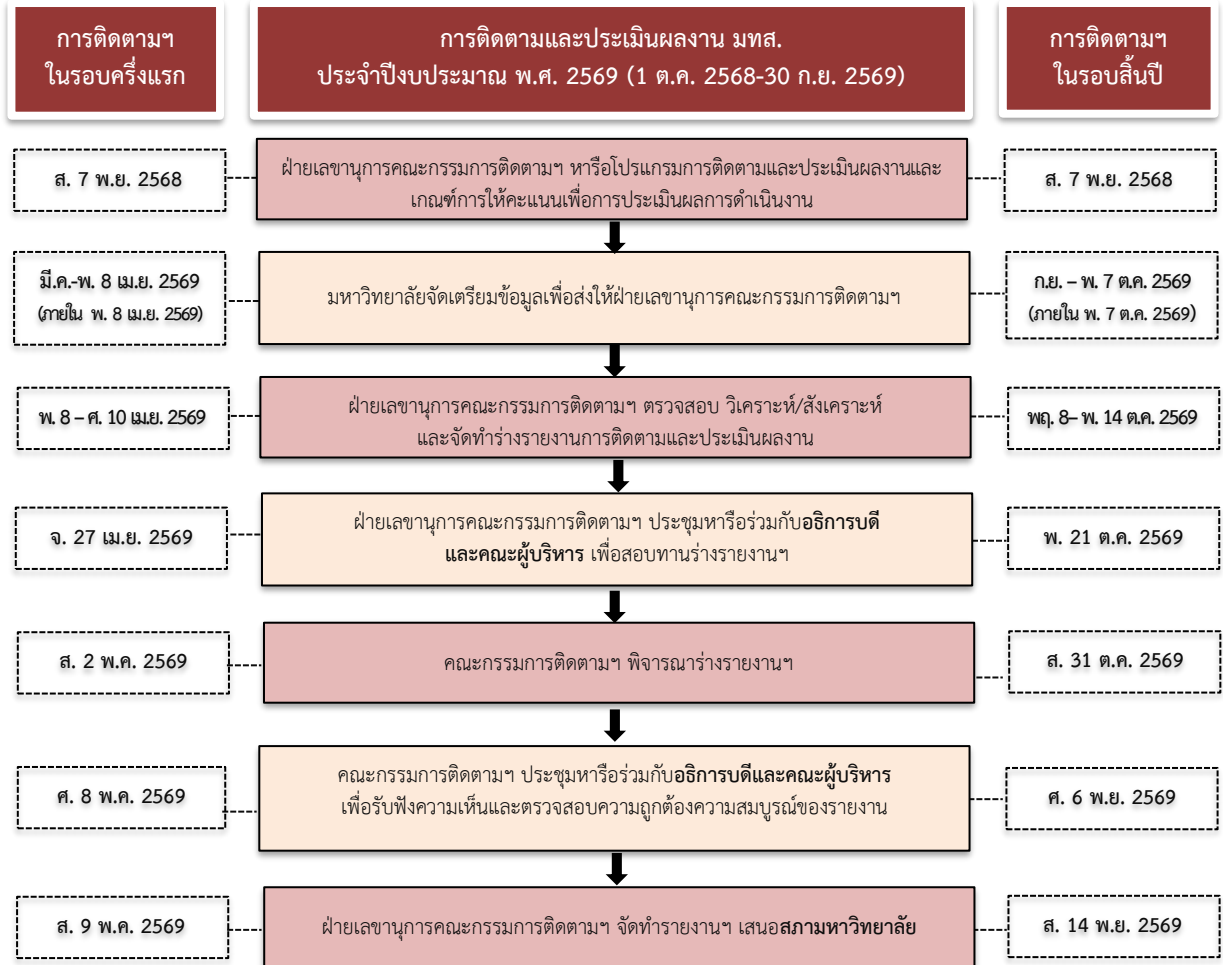 การติดตามฯ
ในรอบครึ่งแรก
การติดตามและประเมินผลงาน มทส.
ประจำปีงบประมาณ พ.ศ. 2569 (1 ต.ค. 2568-30 ก.ย. 2569)
การติดตามฯ
ในรอบสิ้นปี
ส. 7 พ.ย. 2568
ฝ่ายเลขานุการคณะกรรมการติดตามฯ หารือโปรแกรมการติดตามและประเมินผลงานและ
เกณฑ์การให้คะแนนเพื่อการประเมินผลการดำเนินงาน
ส. 7 พ.ย. 2568
มี.ค.-พ. 8 เม.ย. 2569
(ภายใน พ. 8 เม.ย. 2569)
มหาวิทยาลัยจัดเตรียมข้อมูลเพื่อส่งให้ฝ่ายเลขานุการคณะกรรมการติดตามฯ
ก.ย. – พ. 7 ต.ค. 2569
(ภายใน พ. 7 ต.ค. 2569)
พ. 8 – ศ. 10 เม.ย. 2569
ฝ่ายเลขานุการคณะกรรมการติดตามฯ ตรวจสอบ วิเคราะห์/สังเคราะห์
และจัดทำร่างรายงานการติดตามและประเมินผลงาน
พฤ. 8– พ. 14 ต.ค. 2569
จ. 27 เม.ย. 2569
ฝ่ายเลขานุการคณะกรรมการติดตามฯ ประชุมหารือร่วมกับอธิการบดี
และคณะผู้บริหาร เพื่อสอบทานร่างรายงานฯ
พ. 21 ต.ค. 2569
ส. 2 พ.ค. 2569
คณะกรรมการติดตามฯ พิจารณาร่างรายงานฯ
ส. 31 ต.ค. 2569
ศ. 8 พ.ค. 2569
คณะกรรมการติดตามฯ ประชุมหารือร่วมกับอธิการบดีและคณะผู้บริหาร
เพื่อรับฟังความเห็นและตรวจสอบความถูกต้องความสมบูรณ์ของรายงาน
ศ. 6 พ.ย. 2569
ส. 9 พ.ค. 2569
ฝ่ายเลขานุการคณะกรรมการติดตามฯ จัดทำรายงานฯ เสนอสภามหาวิทยาลัย
ส. 14 พ.ย. 2569